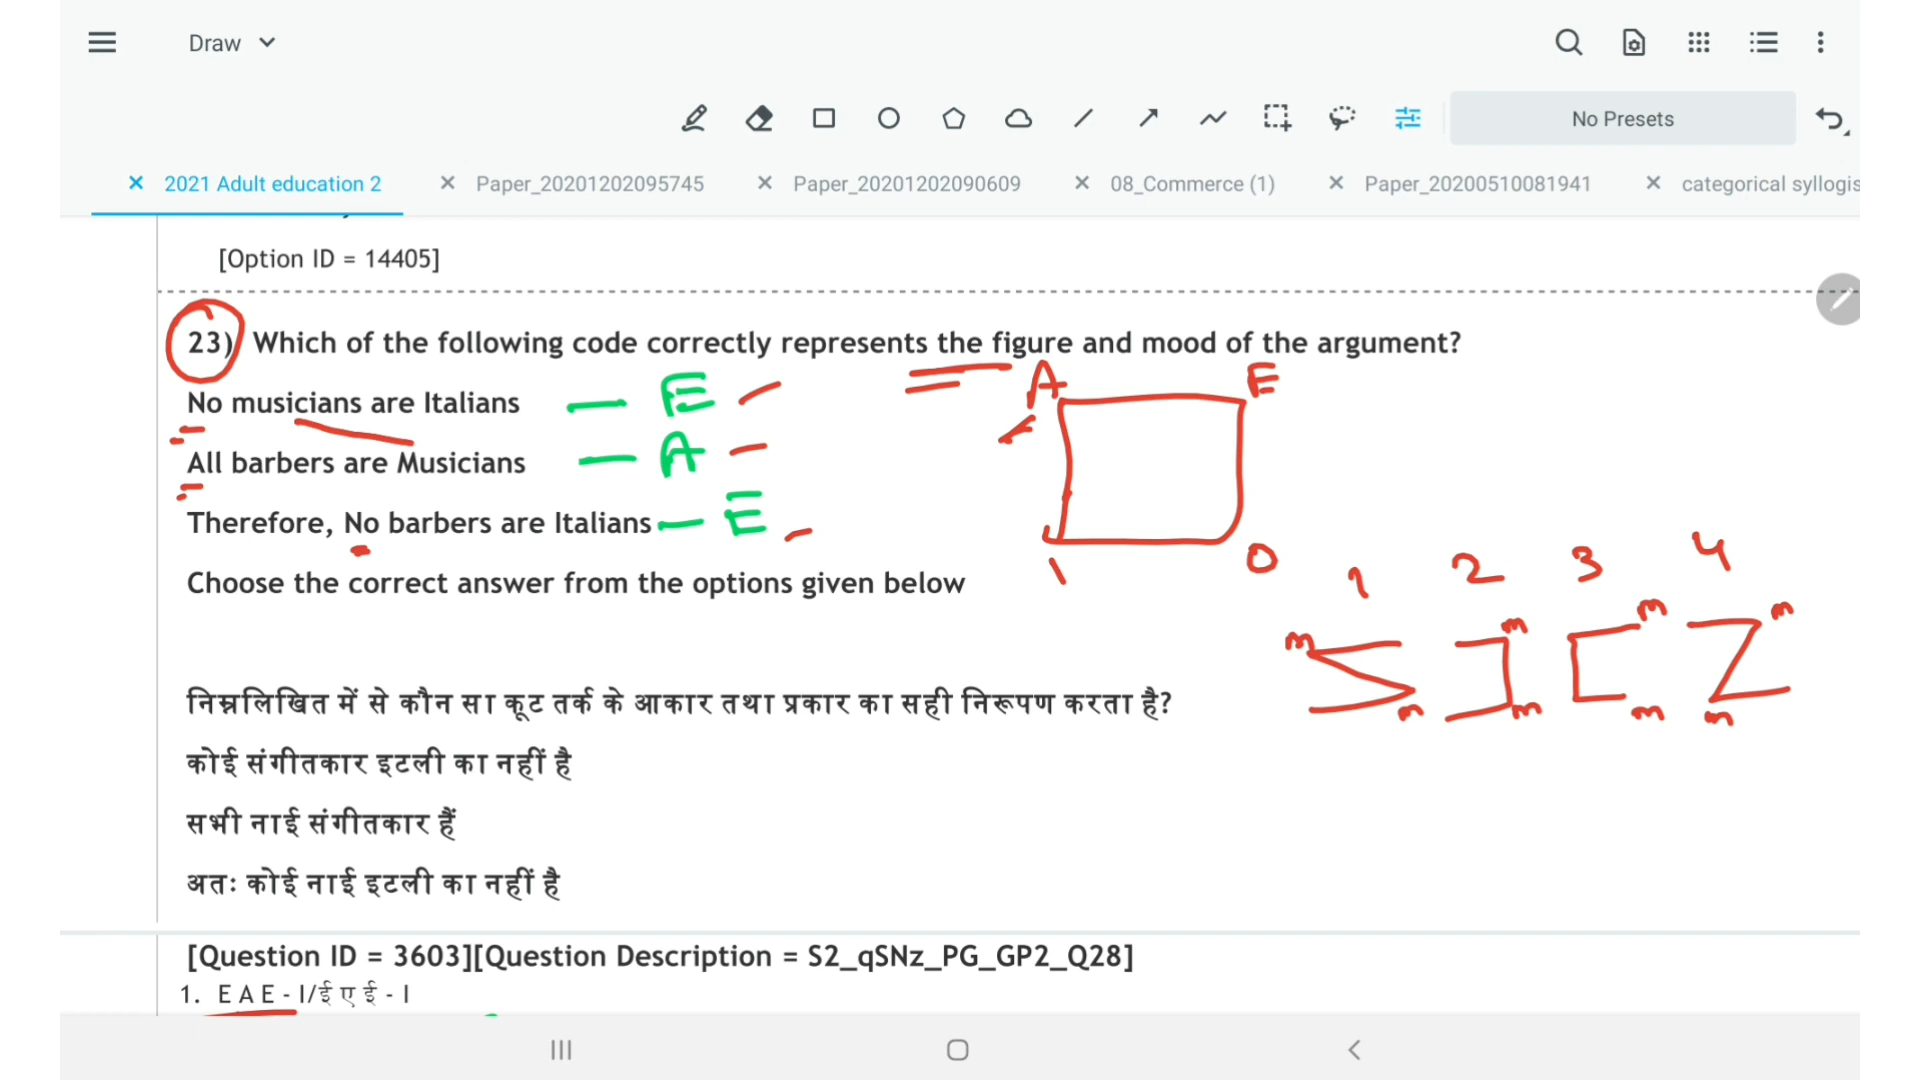 Draw
No Presets
2021 Adult education 2
Paper_20201202095745
Paper_20201202090609
08_Commerce (1)
Paper_20200510081941
categorical syllogis
[Option ID = 14405]
23) Which of the following code correctly represents the figure and mood of the argument?
A E
No musicians are Italians — E –
All barbers are Musicians — A –
Therefore, No barbers are Italians — E –
I O
Choose the correct answer from the options given below
1 2 3 4
m m m m
m m m m
निम्नलिखित में से कौन सा कूट तर्क के आकार तथा प्रकार का सही निरूपण करता है?
कोई संगीतकार इटली का नहीं है
सभी नाई संगीतकार हैं
अतः कोई नाई इटली का नहीं है
[Question ID = 3603][Question Description = S2_qSNz_PG_GP2_Q28]
1. E A E - I/ई ए ई - I